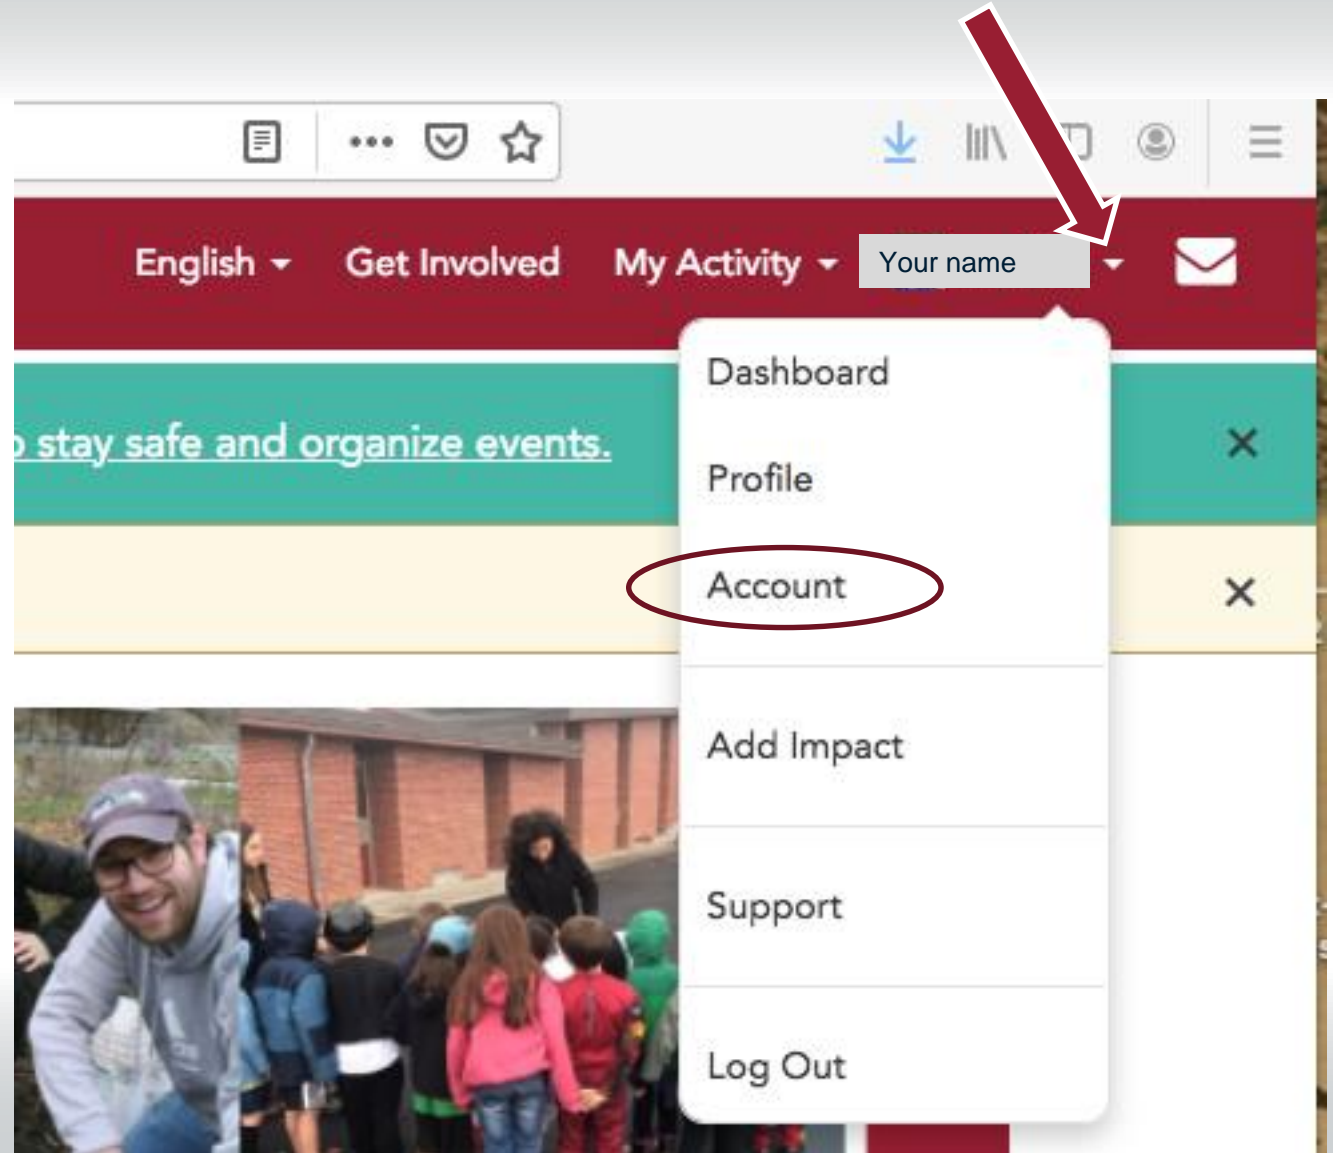 English
Get Involved
My Activity
Your name
Dashboard
stay safe and organize events.
Profile
Account
Add Impact
Support
Log Out